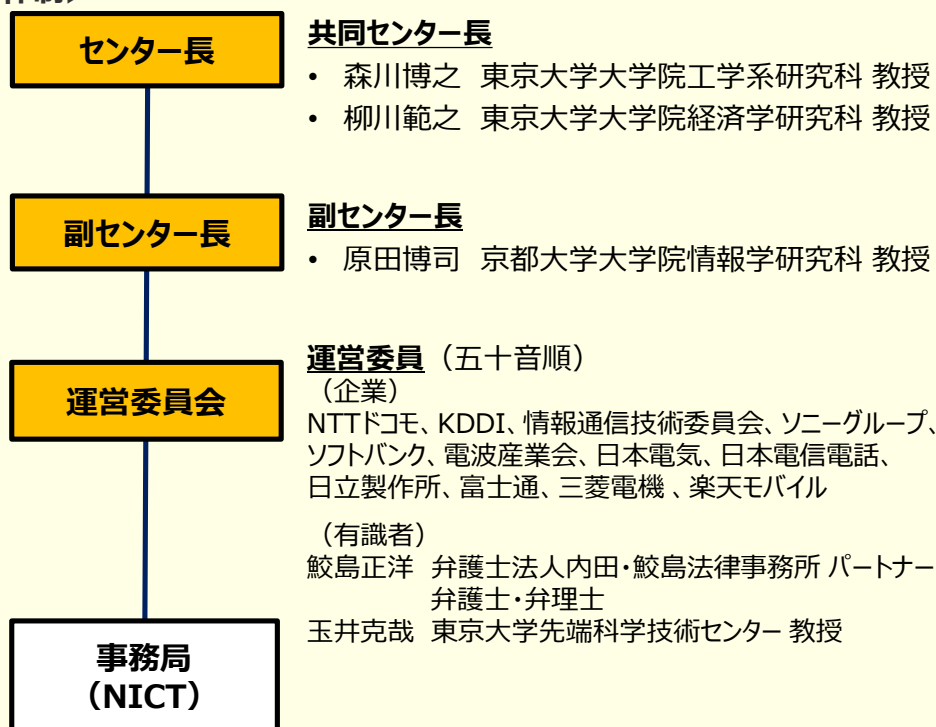 センター長
共同センター長
• 森川博之 東京大学大学院工学系研究科 教授
• 柳川範之 東京大学大学院経済学研究科 教授
副センター長
副センター長
• 原田博司 京都大学大学院情報学研究科 教授
運営委員会
運営委員（五十音順）
（企業）
NTTドコモ、KDDI、情報通信技術委員会、ソニーグループ、
ソフトバンク、電波産業会、日本電気、日本電信電話、
日立製作所、富士通、三菱電機 、楽天モバイル
（有識者）
鮫島正洋 弁護士法人内田・鮫島法律事務所 パートナー
弁護士・弁理士
玉井克哉 東京大学先端科学技術センター 教授
事務局
（NICT）